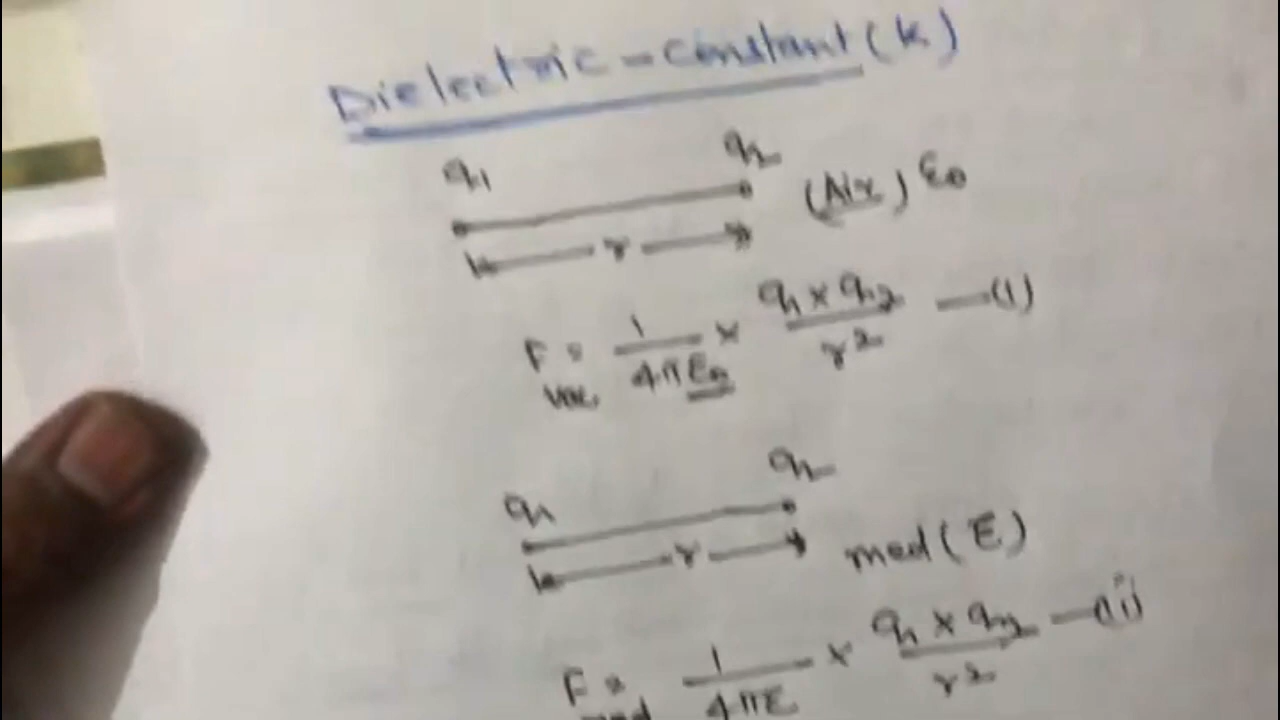 Dielectric - constant (K)
q1 q2
(Air) ε0
r
F vac = 1/4πε0 × q1 × q2/r² —(i)
q1 q2
r
med (ε)
F med = 1/4πε × q1 × q2/r² —(ii)